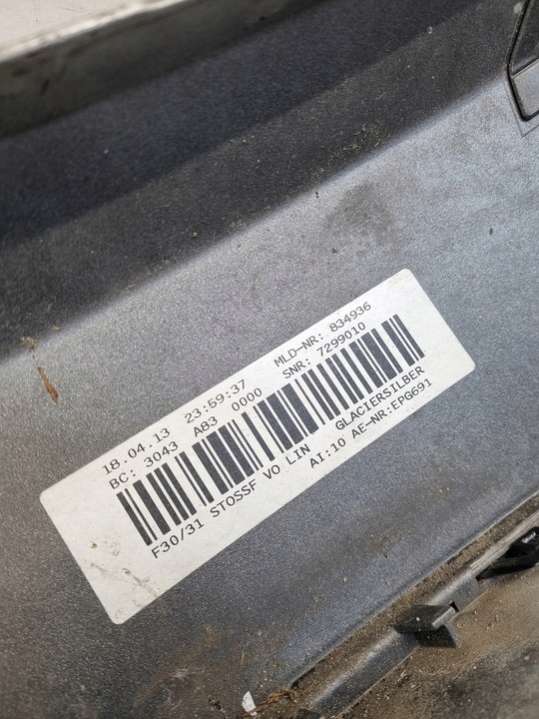 18.04.13 23:59:37 MLD-NR: 834936
BC: 3043 A83 0000 SNR: 7299010
F30/31 STOSSF VO LIN GLACIERSILBER
AI:10 AE-NR:EPG691